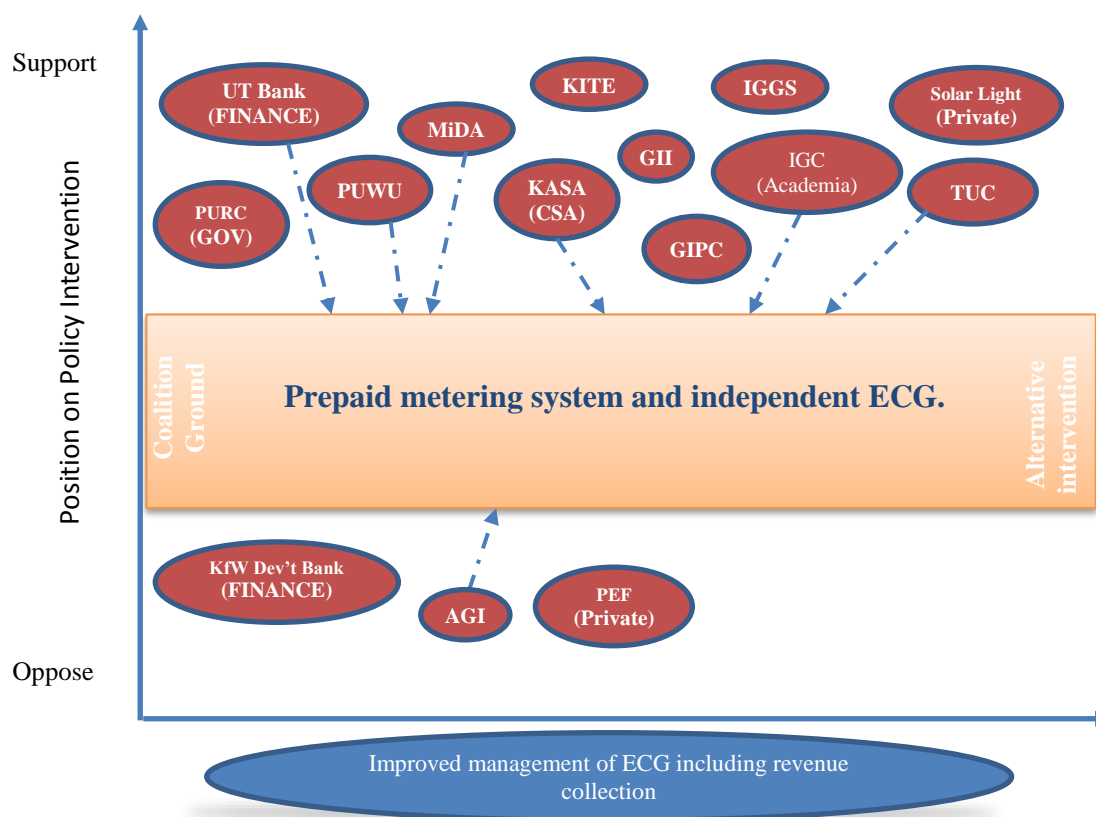 Support
Position on Policy Intervention
UT Bank
(FINANCE)
MiDA
KITE
IGGS
Solar Light
(Private)
PURC
(GOV)
PUWU
KASA
(CSA)
GII
GIPC
IGC
(Academia)
TUC
Coalition
Ground
Prepaid metering system and independent ECG.
Alternative
intervention
KfW Dev't Bank
(FINANCE)
AGI
PEF
(Private)
Oppose
Improved management of ECG including revenue
collection